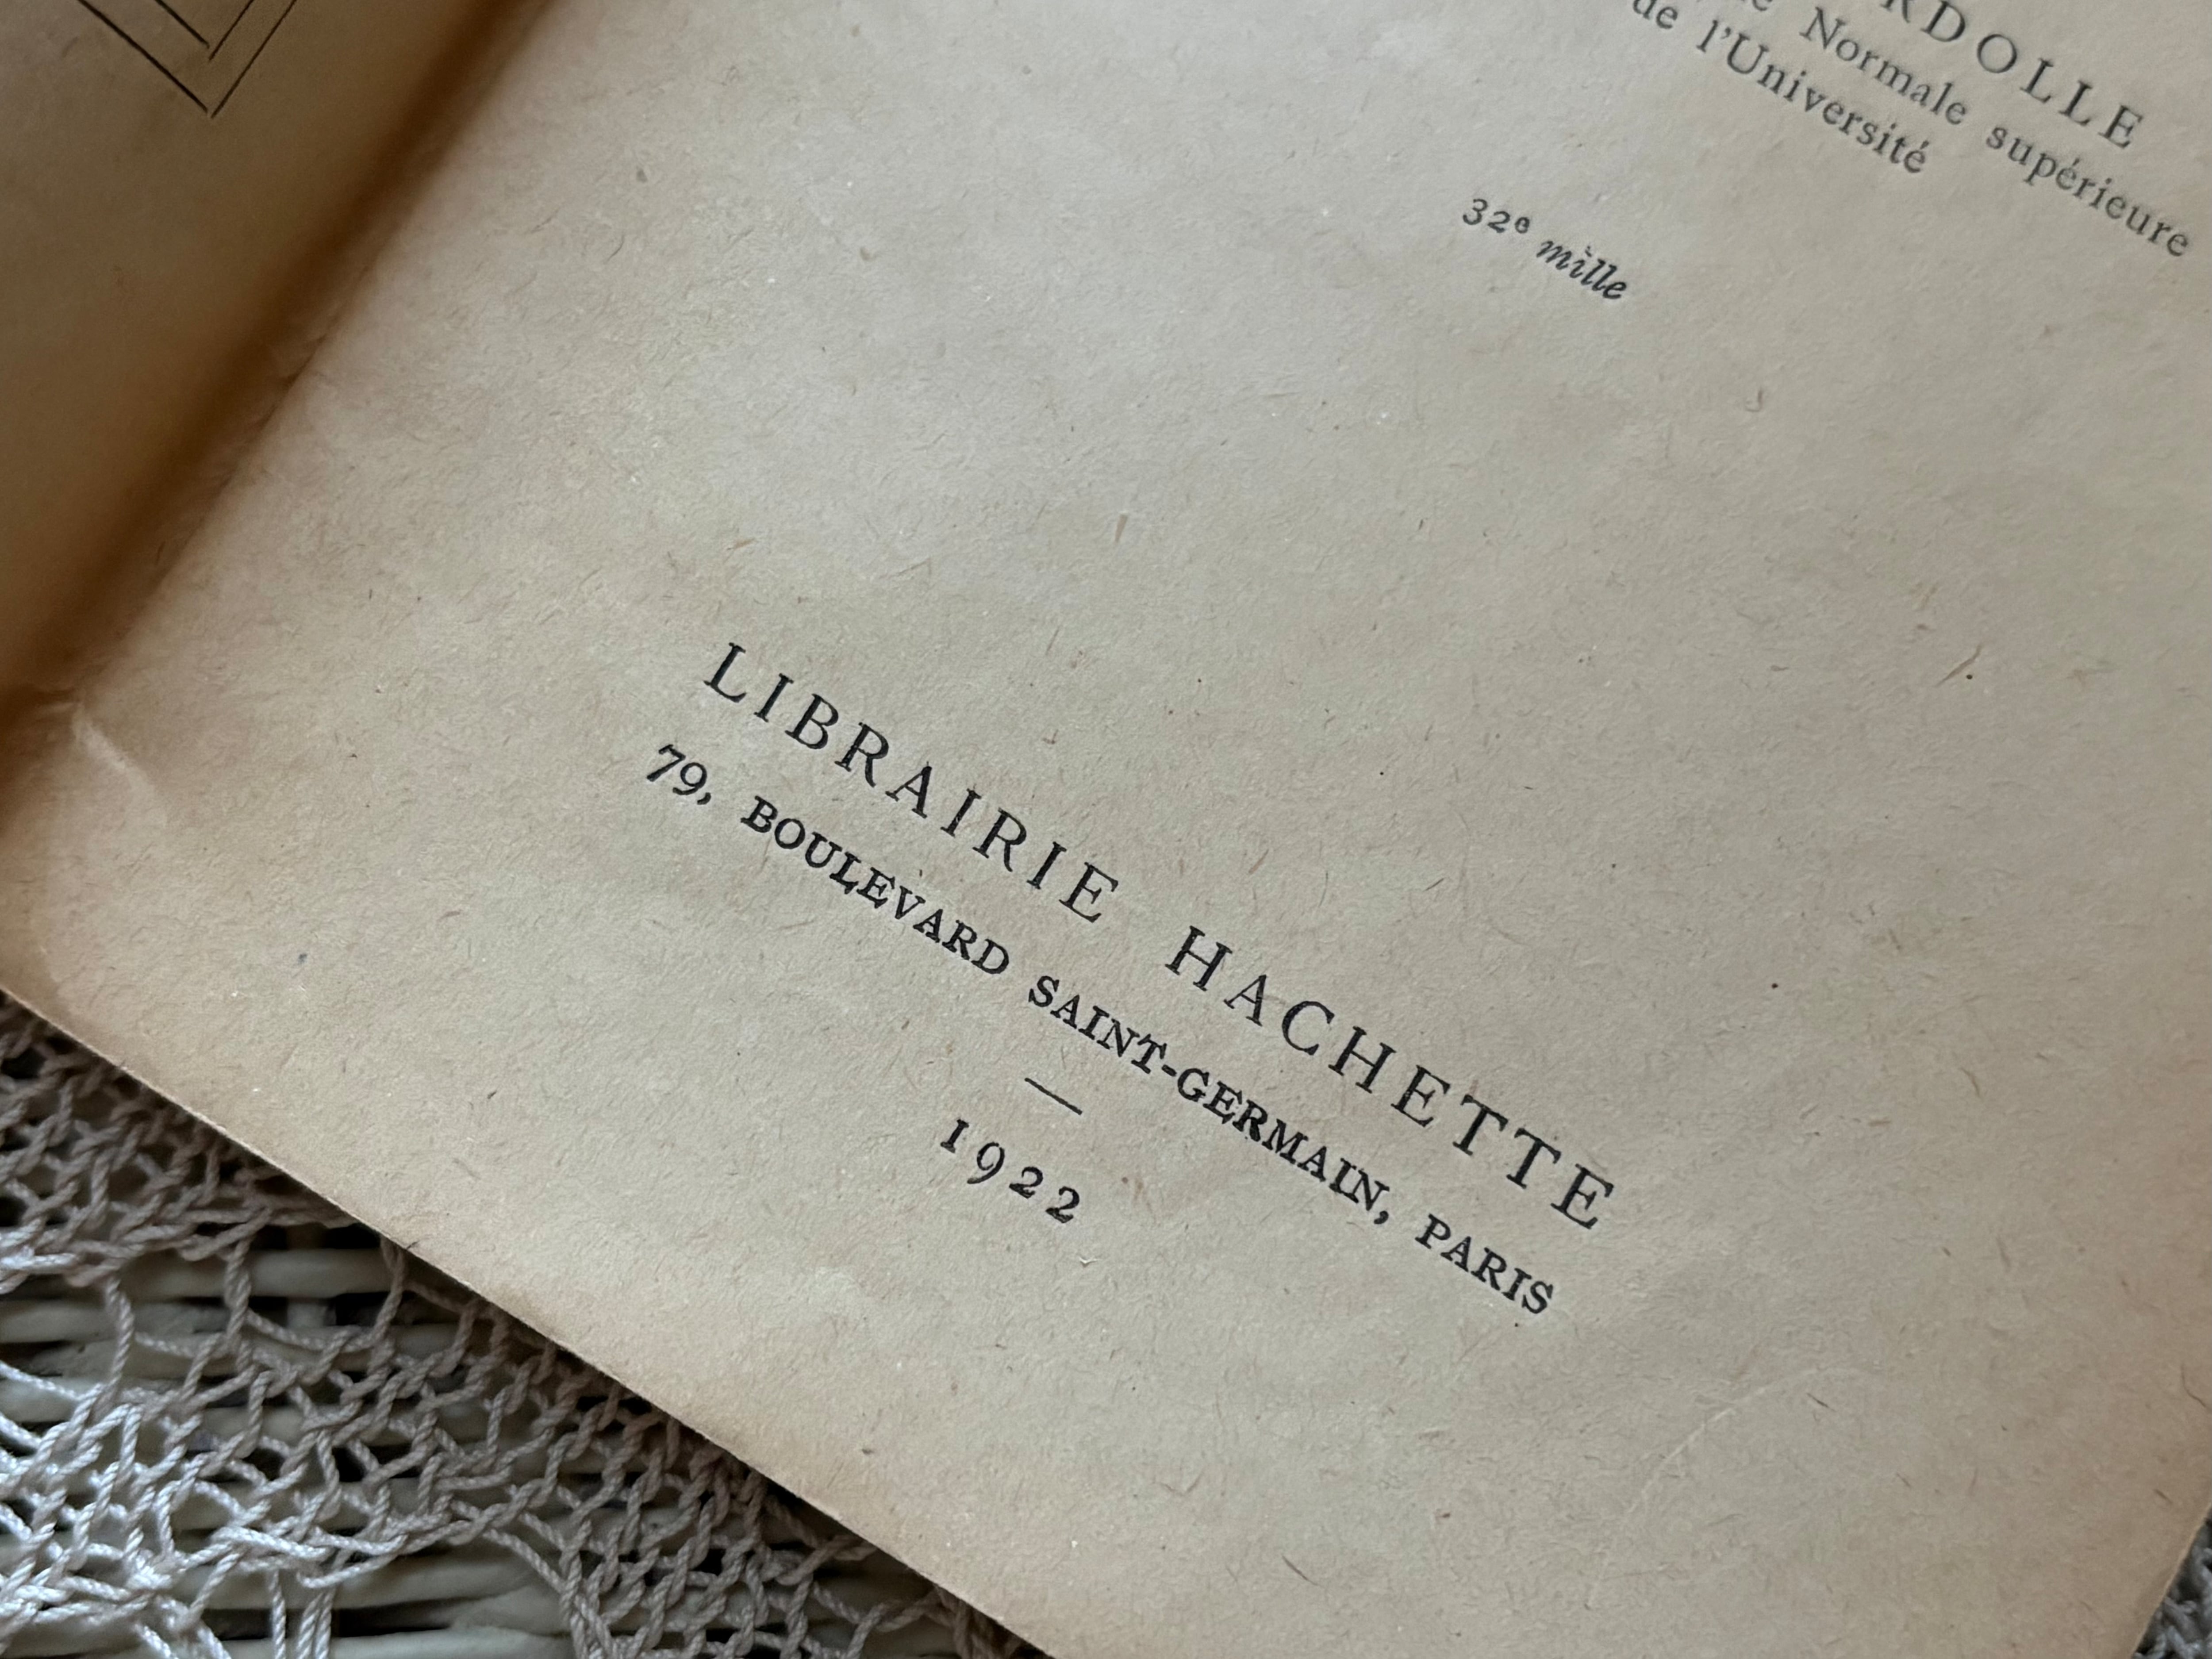 RDOLLE
Normale supérieure
de l'Université
32e mille
LIBRAIRIE HACHETTE
79, BOULEVARD SAINT-GERMAIN, PARIS
1922